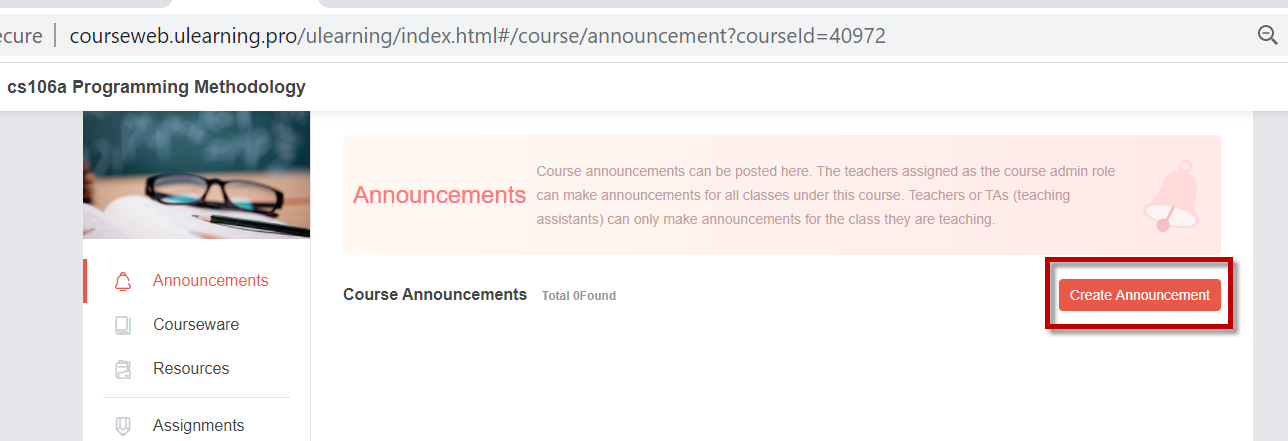 ecure
courseweb.ulearning.pro/ulearning/index.html#/course/announcement?courseId=40972
cs106a Programming Methodology
Announcements
Course announcements can be posted here. The teachers assigned as the course admin role
can make announcements for all classes under this course. Teachers or TAs (teaching
assistants) can only make announcements for the class they are teaching.
Announcements
Courseware
Resources
Assignments
Course Announcements Total 0Found
Create Announcement